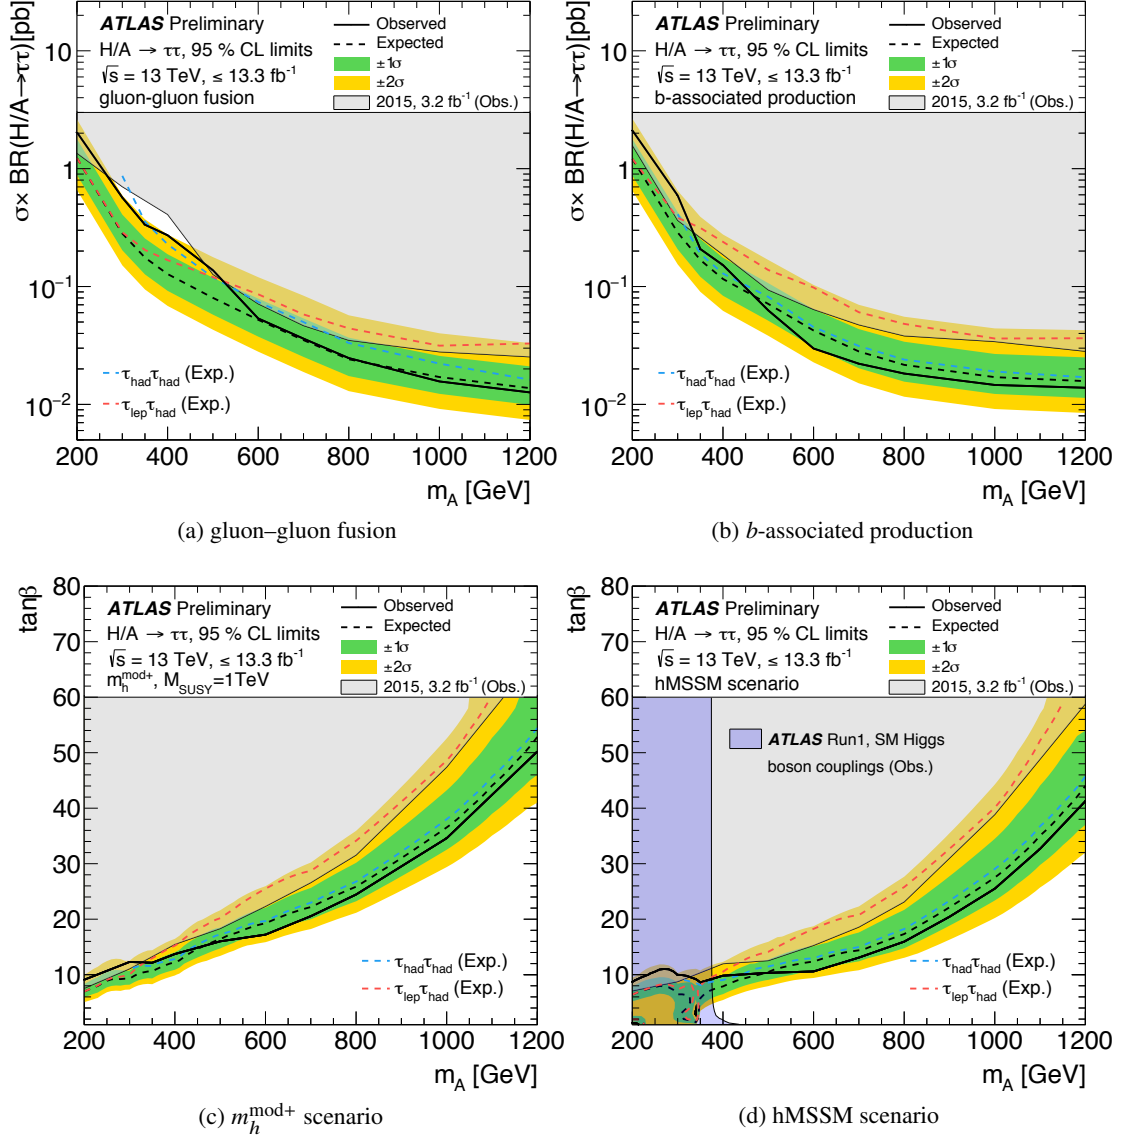 σ× BR(H/A→ττ)[pb]
10
1
10⁻¹
10⁻²
ATLAS Preliminary
H/A → ττ, 95 % CL limits
√s = 13 TeV, ≤ 13.3 fb⁻¹
gluon-gluon fusion
Observed
Expected
±1σ
±2σ
2015, 3.2 fb⁻¹ (Obs.)
τhadτhad (Exp.)
τlepτhad (Exp.)
200 400 600 800 1000 1200
mA [GeV]
(a) gluon–gluon fusion
σ× BR(H/A→ττ)[pb]
10
1
10⁻¹
10⁻²
ATLAS Preliminary
H/A → ττ, 95 % CL limits
√s = 13 TeV, ≤ 13.3 fb⁻¹
b-associated production
Observed
Expected
±1σ
±2σ
2015, 3.2 fb⁻¹ (Obs.)
τhadτhad (Exp.)
τlepτhad (Exp.)
200 400 600 800 1000 1200
mA [GeV]
(b) b-associated production
tanβ
80
70
60
50
40
30
20
10
ATLAS Preliminary
H/A → ττ, 95 % CL limits
√s = 13 TeV, ≤ 13.3 fb⁻¹
mh^mod+, MSUSY=1TeV
Observed
Expected
±1σ
±2σ
2015, 3.2 fb⁻¹ (Obs.)
τhadτhad (Exp.)
τlepτhad (Exp.)
200 400 600 800 1000 1200
mA [GeV]
(c) mh^mod+ scenario
tanβ
80
70
60
50
40
30
20
10
ATLAS Preliminary
H/A → ττ, 95 % CL limits
√s = 13 TeV, ≤ 13.3 fb⁻¹
hMSSM scenario
Observed
Expected
±1σ
±2σ
2015, 3.2 fb⁻¹ (Obs.)
ATLAS Run1, SM Higgs
boson couplings (Obs.)
τhadτhad (Exp.)
τlepτhad (Exp.)
200 400 600 800 1000 1200
mA [GeV]
(d) hMSSM scenario